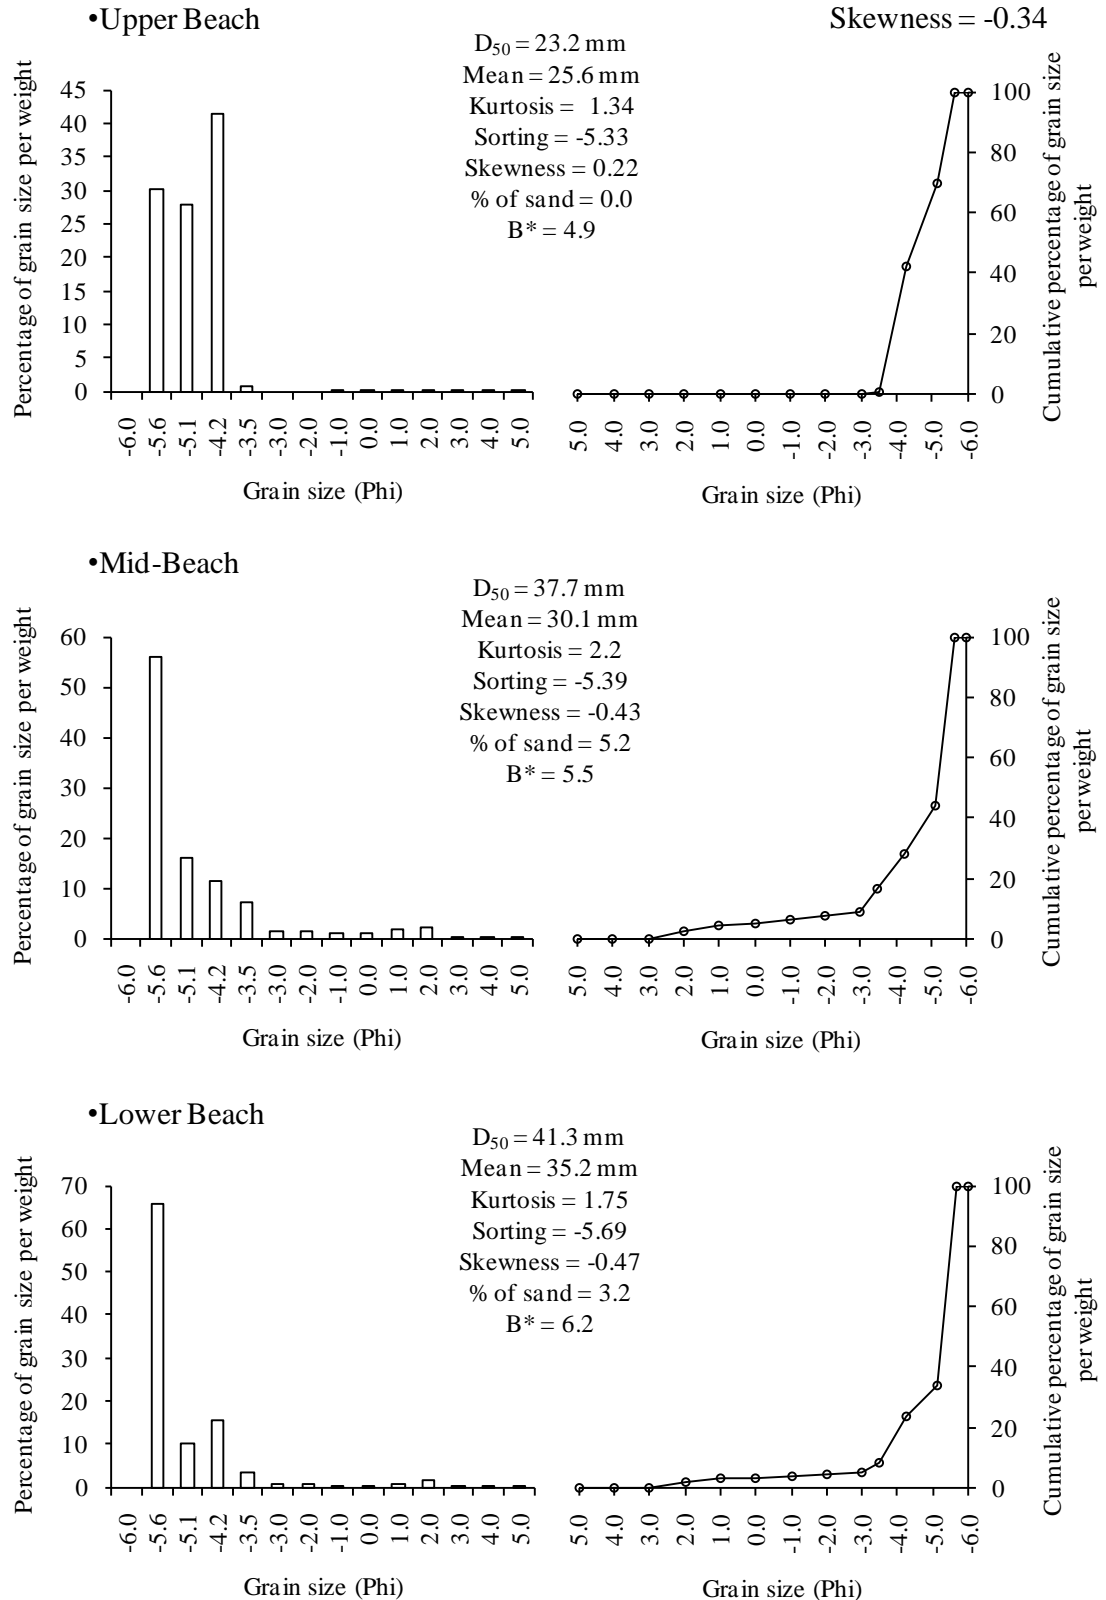 •Upper Beach
Skewness = -0.34
D₅₀ = 23.2 mm
Mean = 25.6 mm
Kurtosis = 1.34
Sorting = -5.33
Skewness = 0.22
% of sand = 0.0
B* = 4.9
Percentage of grain size per weight
45
40
35
30
25
20
15
10
5
0
-6.0 -5.6 -5.1 -4.2 -3.5 -3.0 -2.0 -1.0 0.0 1.0 2.0 3.0 4.0 5.0
Grain size (Phi)
Cumulative percentage of grain size
per weight
100
80
60
40
20
0
5.0 4.0 3.0 2.0 1.0 0.0 -1.0 -2.0 -3.0 -4.0 -5.0 -6.0
Grain size (Phi)
•Mid-Beach
D₅₀ = 37.7 mm
Mean = 30.1 mm
Kurtosis = 2.2
Sorting = -5.39
Skewness = -0.43
% of sand = 5.2
B* = 5.5
Percentage of grain size per weight
60
50
40
30
20
10
0
-6.0 -5.6 -5.1 -4.2 -3.5 -3.0 -2.0 -1.0 0.0 1.0 2.0 3.0 4.0 5.0
Grain size (Phi)
Cumulative percentage of grain size
per weight
100
80
60
40
20
0
5.0 4.0 3.0 2.0 1.0 0.0 -1.0 -2.0 -3.0 -4.0 -5.0 -6.0
Grain size (Phi)
•Lower Beach
D₅₀ = 41.3 mm
Mean = 35.2 mm
Kurtosis = 1.75
Sorting = -5.69
Skewness = -0.47
% of sand = 3.2
B* = 6.2
Percentage of grain size per weight
70
60
50
40
30
20
10
0
-6.0 -5.6 -5.1 -4.2 -3.5 -3.0 -2.0 -1.0 0.0 1.0 2.0 3.0 4.0 5.0
Grain size (Phi)
Cumulative percentage of grain size
per weight
100
80
60
40
20
0
5.0 4.0 3.0 2.0 1.0 0.0 -1.0 -2.0 -3.0 -4.0 -5.0 -6.0
Grain size (Phi)